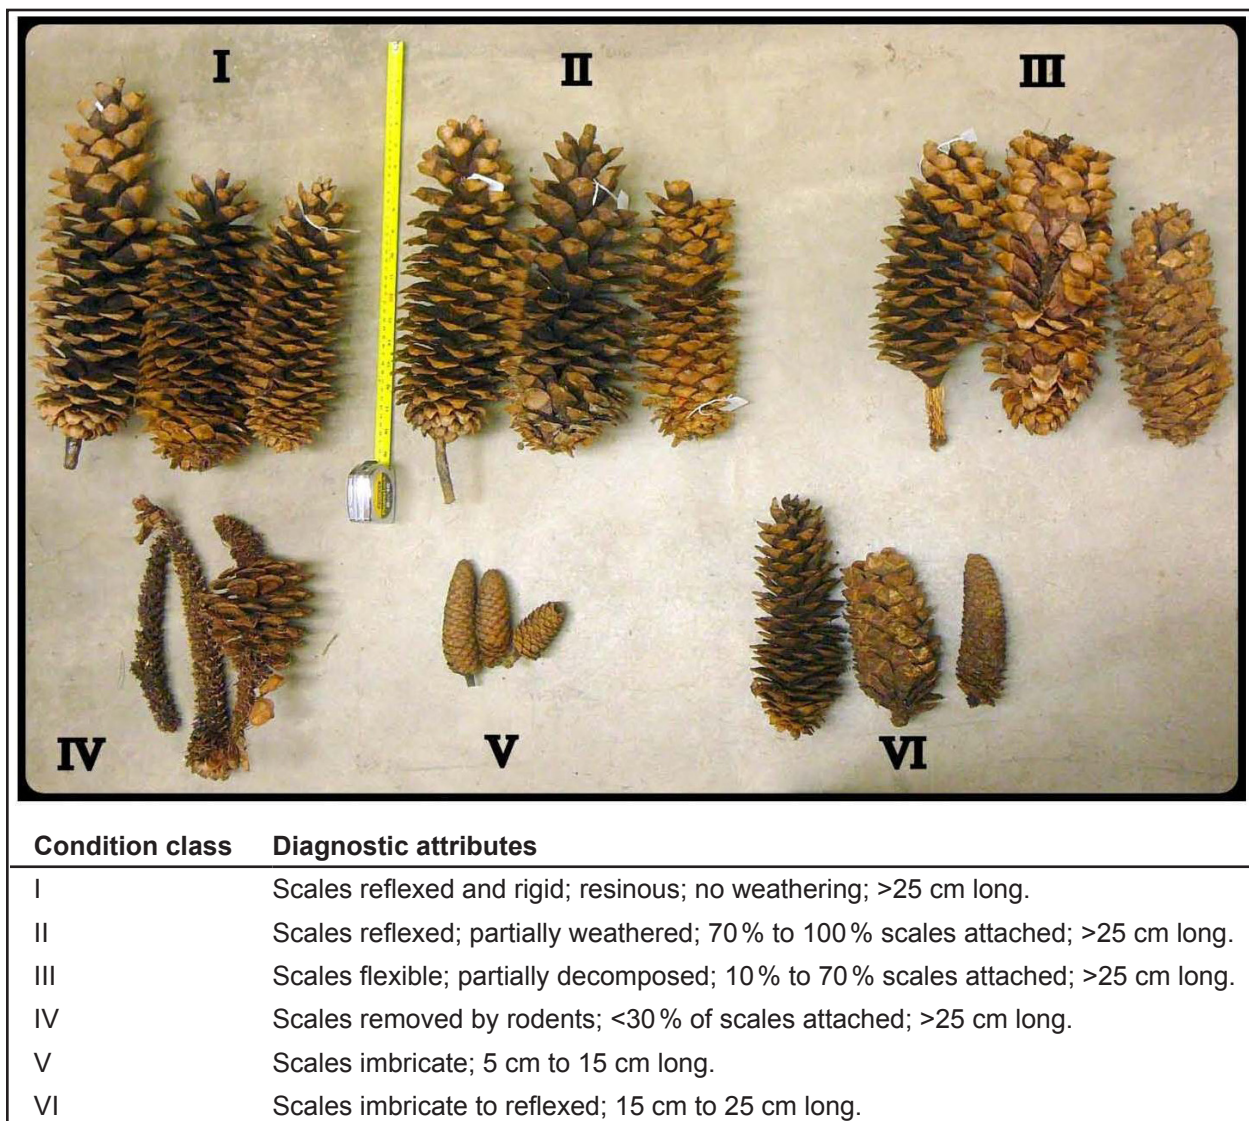 I II III
IV V VI
Condition class Diagnostic attributes
I Scales reflexed and rigid; resinous; no weathering; >25 cm long.
II Scales reflexed; partially weathered; 70 % to 100 % scales attached; >25 cm long.
III Scales flexible; partially decomposed; 10 % to 70 % scales attached; >25 cm long.
IV Scales removed by rodents; <30 % of scales attached; >25 cm long.
V Scales imbricate; 5 cm to 15 cm long.
VI Scales imbricate to reflexed; 15 cm to 25 cm long.